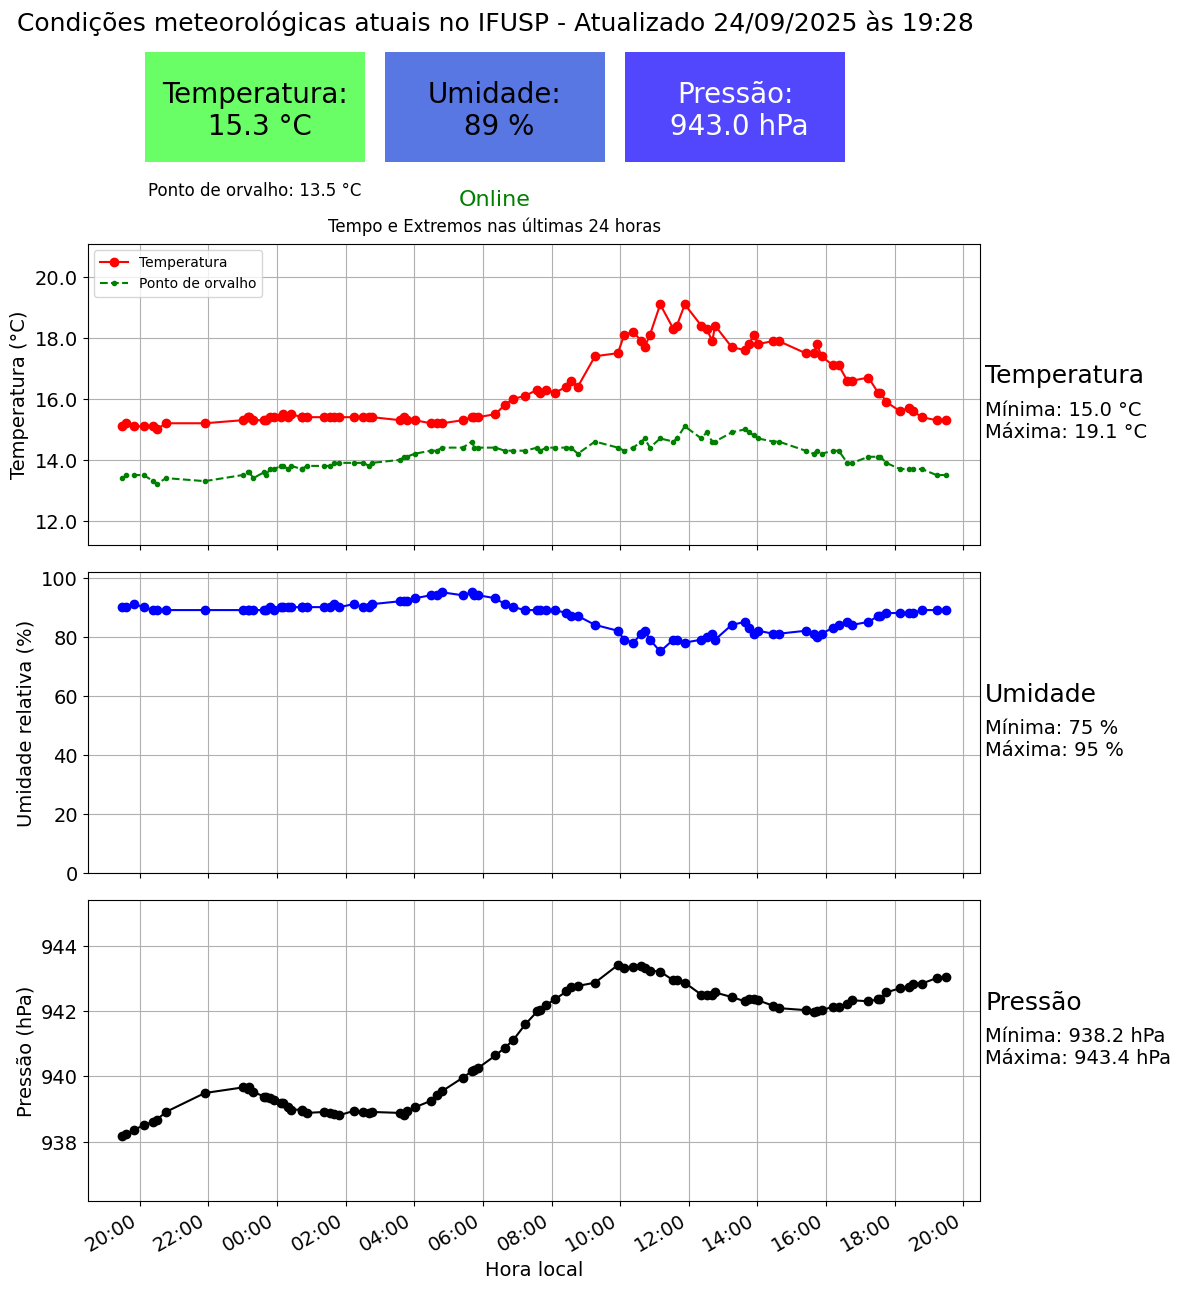 Condições meteorológicas atuais no IFUSP - Atualizado 24/09/2025 às 19:28
Temperatura:
15.3 °C
Umidade:
89 %
Pressão:
943.0 hPa
Ponto de orvalho: 13.5 °C
Online
Tempo e Extremos nas últimas 24 horas
Temperatura
Ponto de orvalho
Temperatura (°C)
20.0
18.0
16.0
14.0
12.0
Temperatura
Mínima: 15.0 °C
Máxima: 19.1 °C
Umidade relativa (%)
100
80
60
40
20
0
Umidade
Mínima: 75 %
Máxima: 95 %
Pressão (hPa)
944
942
940
938
Pressão
Mínima: 938.2 hPa
Máxima: 943.4 hPa
20:00 22:00 00:00 02:00 04:00 06:00 08:00 10:00 12:00 14:00 16:00 18:00 20:00
Hora local